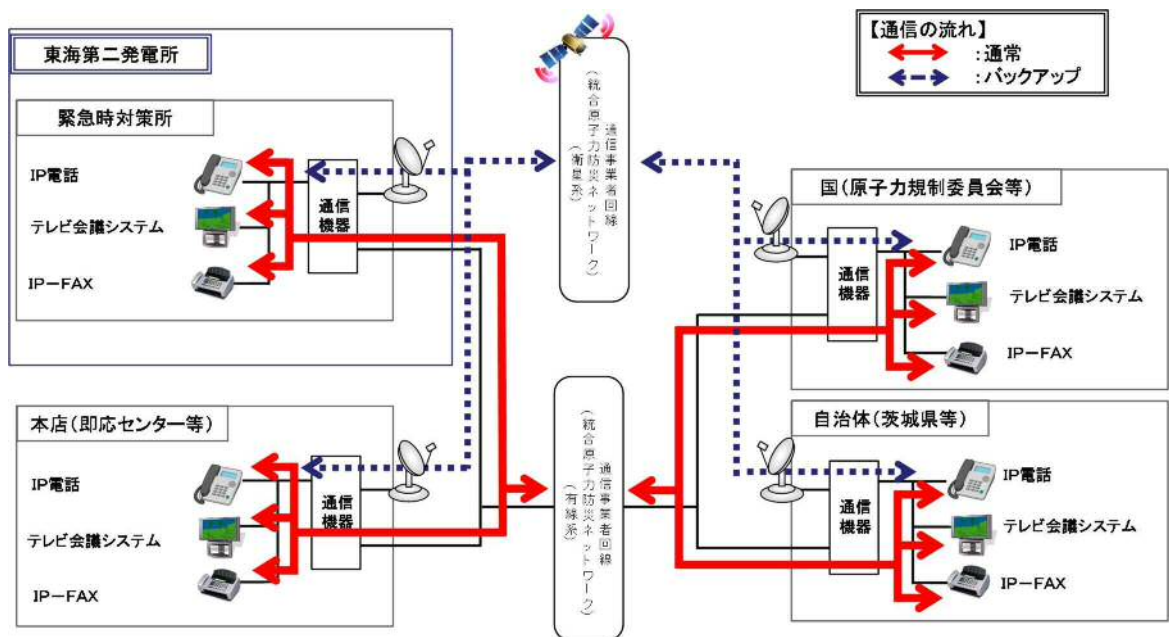 東海第二発電所
緊急時対策所
IP電話
テレビ会議システム
IP－FAX
通信
機器
通信事業者回線
（統合原子力防災ネットワーク）
（衛星系）
【通信の流れ】
：通常
：バックアップ
国（原子力規制委員会等）
通信
機器
IP電話
テレビ会議システム
IP－FAX
本店（即応センター等）
IP電話
テレビ会議システム
IP－FAX
通信
機器
通信事業者回線
（統合原子力防災ネットワーク）
（有線系）
自治体（茨城県等）
通信
機器
IP電話
テレビ会議システム
IP－FAX